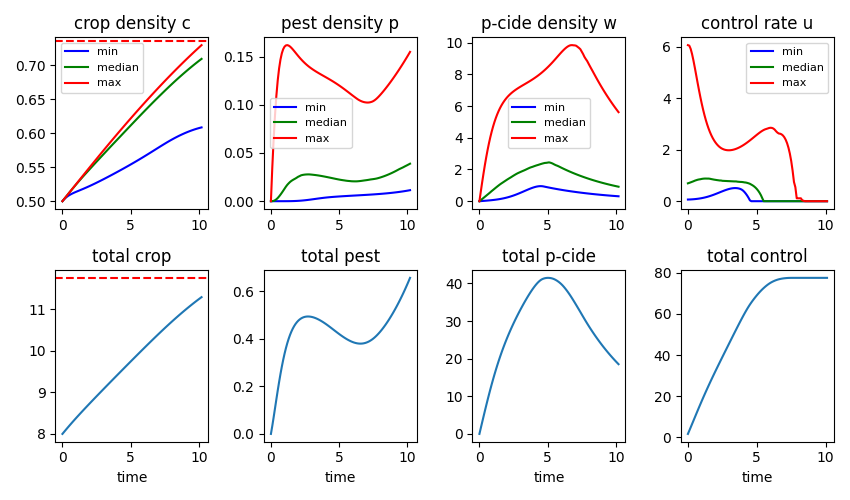 crop density c
0.70
0.65
0.60
0.55
0.50
min
median
max
0 5 10
pest density p
0.15
0.10
0.05
0.00
min
median
max
0 5 10
p-cide density w
10
8
6
4
2
0
min
median
max
0 5 10
control rate u
6
4
2
0
min
median
max
0 5 10
total crop
11
10
9
8
0 5 10
time
total pest
0.6
0.4
0.2
0.0
0 5 10
time
total p-cide
40
30
20
10
0
0 5 10
time
total control
80
60
40
20
0
0 5 10
time